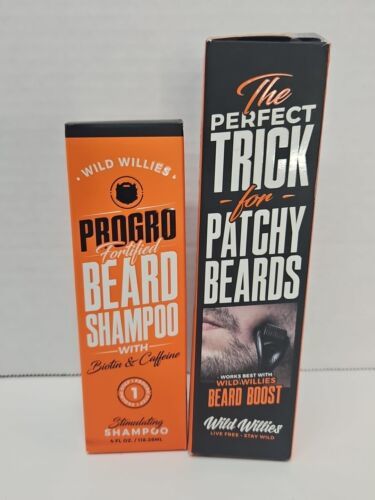 • WILD WILLIES •
PROGRO
Fortified
BEARD
SHAMPOO
WITH
Biotin & Caffeine
1
Stimulating
SHAMPOO
4 FL OZ. / 118.29ML
The
PERFECT
TRICK
-for-
PATCHY
BEARDS
WORKS BEST WITH
WILD WILLIES
BEARD BOOST
Wild Willies
LIVE FREE • STAY WILD